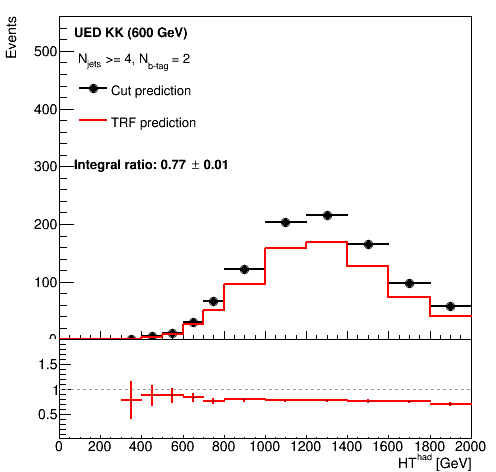 Events
UED KK (600 GeV)
N_jets >= 4, N_b-tag = 2
Cut prediction
TRF prediction
Integral ratio: 0.77 ± 0.01
500
400
300
200
100
0
1.5
1
0.5
0 200 400 600 800 1000 1200 1400 1600 1800 2000
HT^had [GeV]